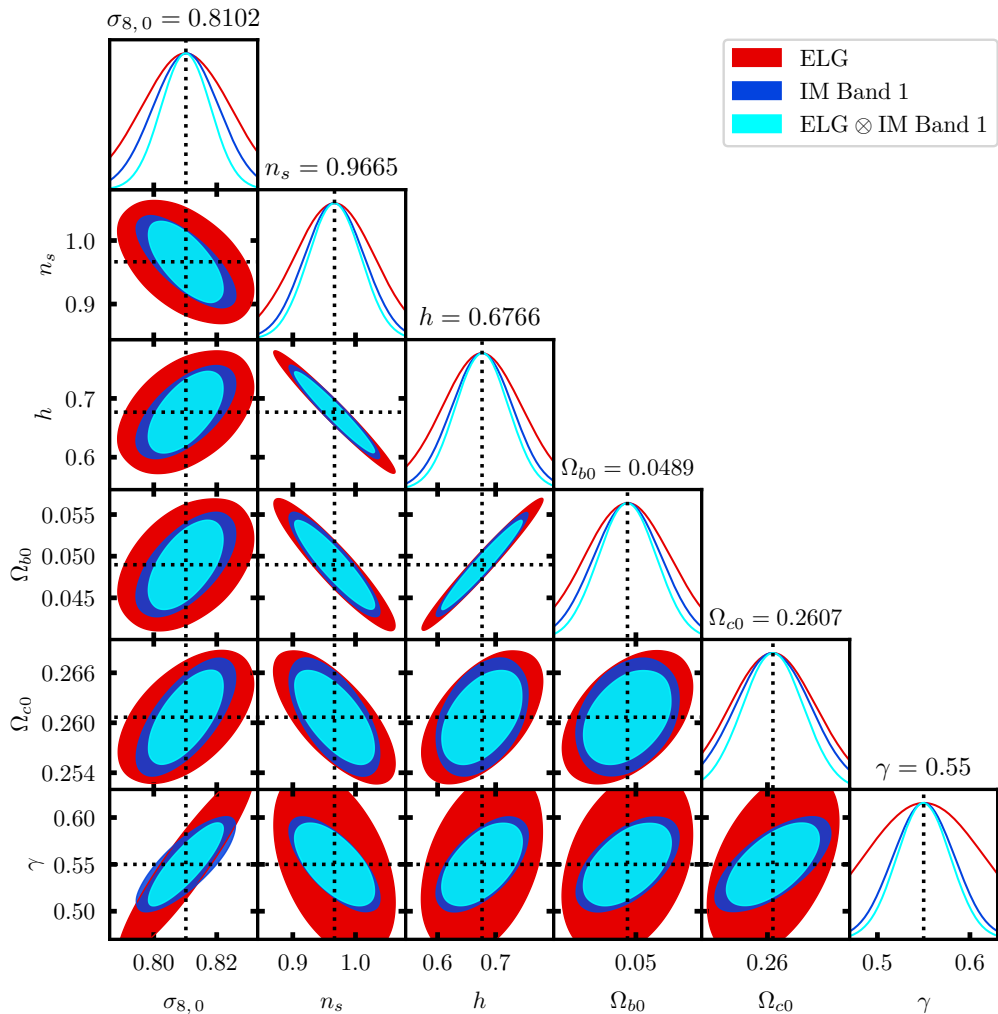 σ8, 0 = 0.8102
ELG
IM Band 1
ELG ⊗ IM Band 1
ns = 0.9665
1.0
0.9
ns
h = 0.6766
0.7
0.6
h
Ωb0 = 0.0489
0.055
0.050
0.045
Ωb0
Ωc0 = 0.2607
0.266
0.260
0.254
Ωc0
γ = 0.55
0.60
0.55
0.50
γ
0.80 0.82 0.9 1.0 0.6 0.7 0.05 0.26 0.5 0.6
σ8, 0 ns h Ωb0 Ωc0 γ